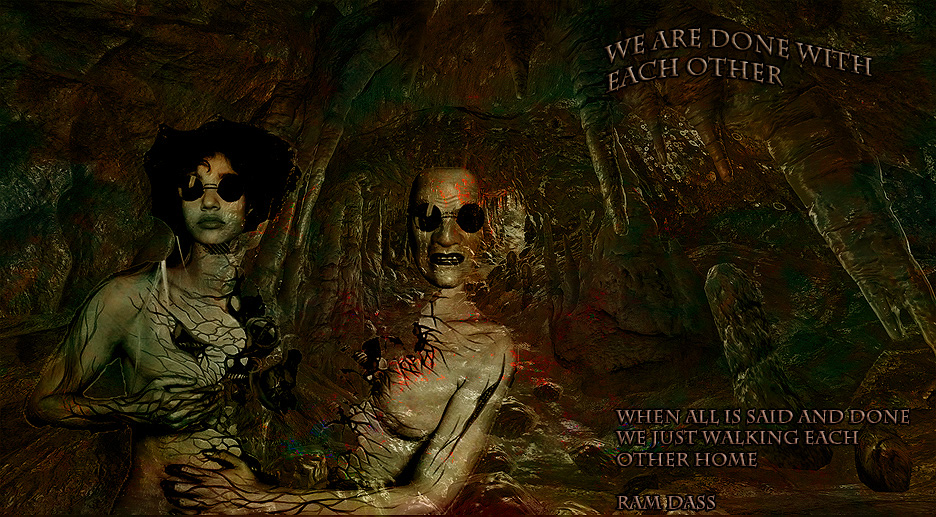 WE ARE DONE WITH
EACH OTHER
WHEN ALL IS SAID AND DONE
WE JUST WALKING EACH
OTHER HOME
RAM DASS